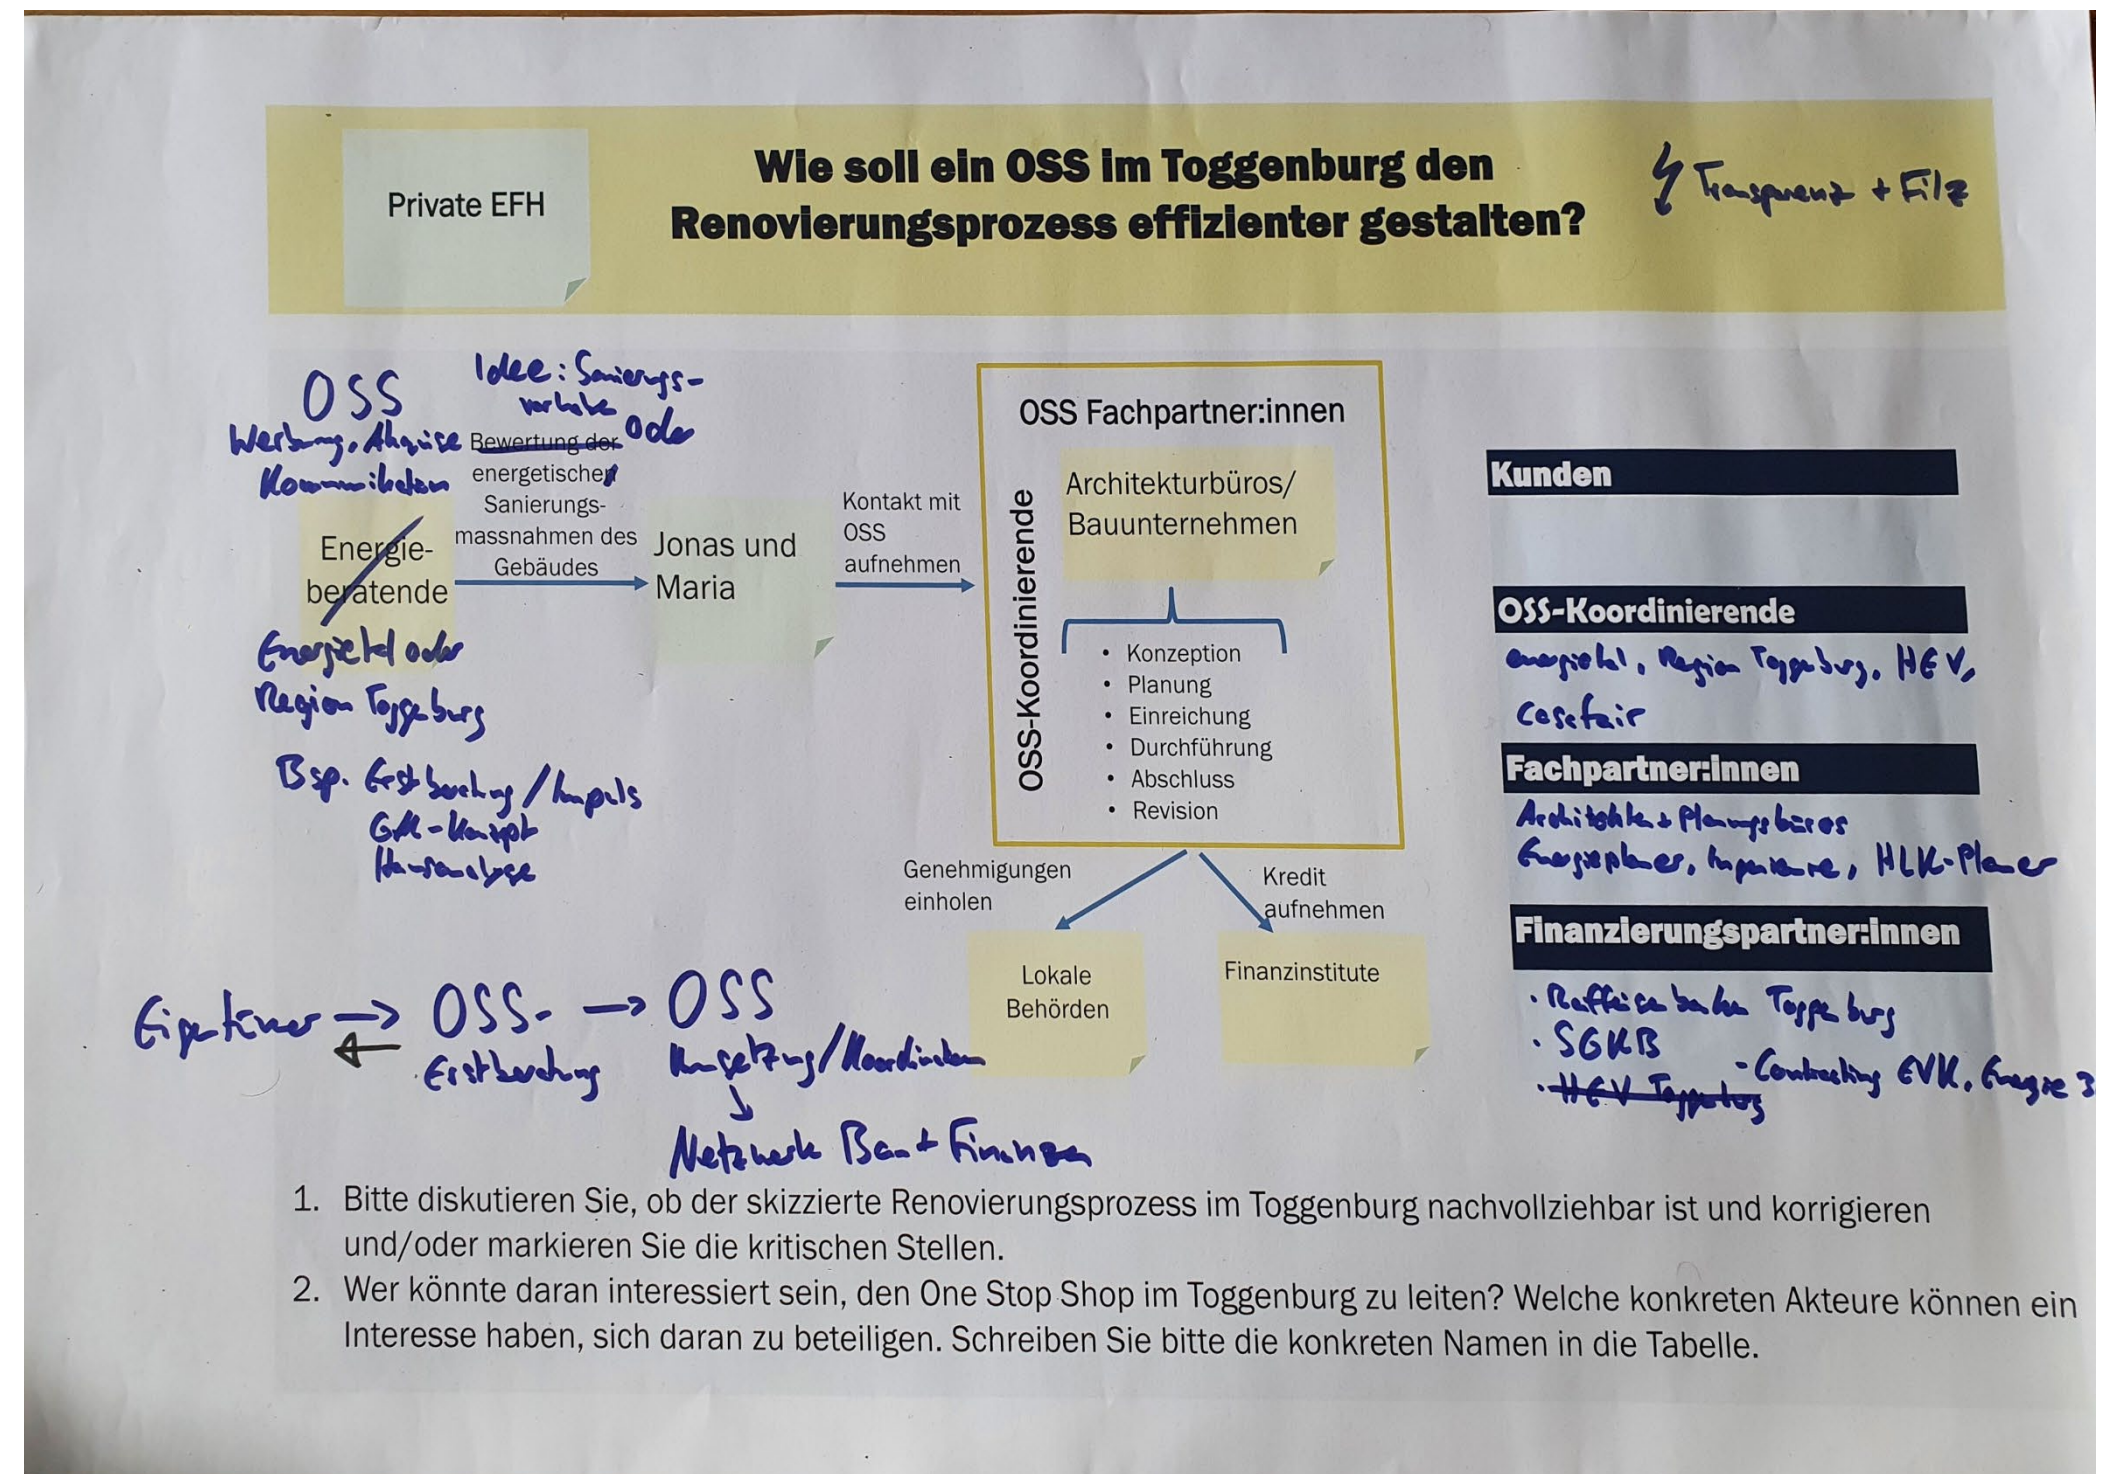 Private EFH
Wie soll ein OSS im Toggenburg den
Renovierungsprozess effizienter gestalten?
Transparenz + Filz
OSS
Werbung, Akquise
Kommunikation
Idee: Sanierungs-
vorhaben
oder
Bewertung der
energetischen
Sanierungs-
massnahmen des
Gebäudes
Energie-
beratende
Energietal oder
Region Toggenburg
Bsp. Erstberatung/Impuls
Hausanalyse
Jonas und
Maria
Kontakt mit
OSS
aufnehmen
OSS Fachpartner:innen
OSS-Koordinierende
Architekturbüros/
Bauunternehmen
• Konzeption
• Planung
• Einreichung
• Durchführung
• Abschluss
• Revision
Genehmigungen
einholen
Kredit
aufnehmen
Lokale
Behörden
Finanzinstitute
Kunden
OSS-Koordinierende
energietal, Region Toggenburg, HEV,
casafair
Fachpartner:innen
Architekten + Planungsbüros
Energieplaner, Ingenieure, HLK-Planer
Finanzierungspartner:innen
• Raiffeisenbanken Toggenburg
• SGKB
- Contracting EVK, Energie 3
• HEV Toggenburg
Eigentümer → OSS- → OSS
Erstberatung
Umsetzung/Koordination
Netzwerk Bau + Finanzen
1. Bitte diskutieren Sie, ob der skizzierte Renovierungsprozess im Toggenburg nachvollziehbar ist und korrigieren
und/oder markieren Sie die kritischen Stellen.
2. Wer könnte daran interessiert sein, den One Stop Shop im Toggenburg zu leiten? Welche konkreten Akteure können ein
Interesse haben, sich daran zu beteiligen. Schreiben Sie bitte die konkreten Namen in die Tabelle.